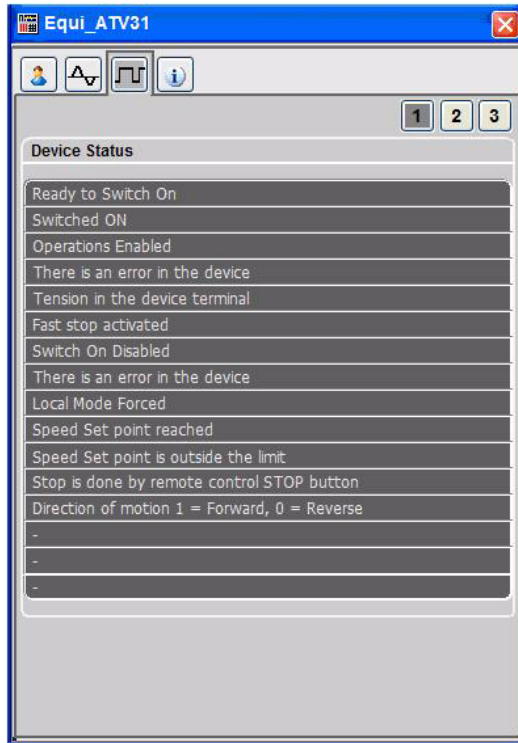 Equi_ATV31
1 2 3
Device Status
Ready to Switch On
Switched ON
Operations Enabled
There is an error in the device
Tension in the device terminal
Fast stop activated
Switch On Disabled
There is an error in the device
Local Mode Forced
Speed Set point reached
Speed Set point is outside the limit
Stop is done by remote control STOP button
Direction of motion 1 = Forward, 0 = Reverse
-
-
-